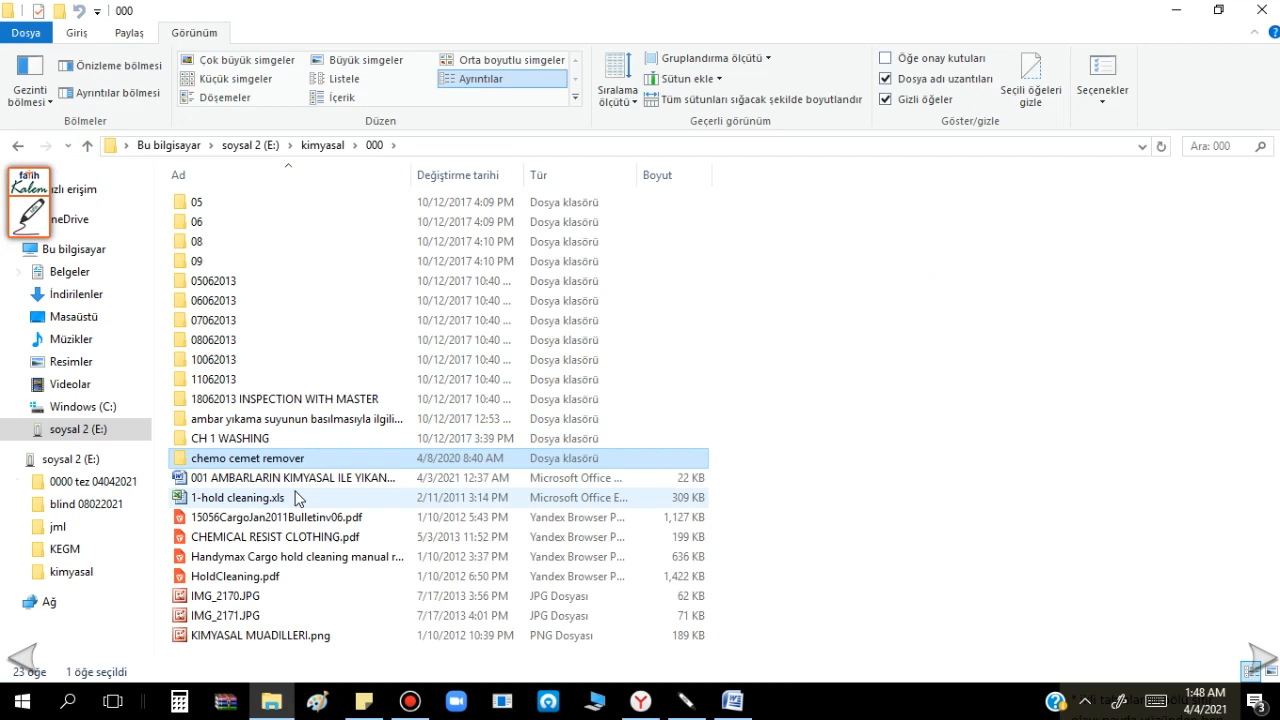 000
Dosya Giriş Paylaş Görünüm
Gezinti bölmesi
Önizleme bölmesi
Ayrıntılar bölmesi
Bölmeler
Çok büyük simgeler Büyük simgeler Orta boyutlu simgeler
Küçük simgeler Listele Ayrıntılar
Döşemeler İçerik
Düzen
Sıralama ölçütü
Gruplandırma ölçütü
Sütun ekle
Tüm sütunları sığacak şekilde boyutlandır
Geçerli görünüm
Öğe onay kutuları
Dosya adı uzantıları
Gizli öğeler
Seçili öğeleri gizle
Göster/gizle
Seçenekler
Bu bilgisayar > soysal 2 (E:) > kimyasal > 000 >
Ara: 000
fatih Kalem
ızlı erişim
neDrive
Bu bilgisayar
Belgeler
İndirilenler
Masaüstü
Müzikler
Resimler
Videolar
Windows (C:)
soysal 2 (E:)
soysal 2 (E:)
0000 tez 04042021
blind 08022021
jml
KEGM
kimyasal
Ağ
Ad Değiştirme tarihi Tür Boyut
05 10/12/2017 4:09 PM Dosya klasörü
06 10/12/2017 4:09 PM Dosya klasörü
08 10/12/2017 4:10 PM Dosya klasörü
09 10/12/2017 4:10 PM Dosya klasörü
05062013 10/12/2017 10:40 ... Dosya klasörü
06062013 10/12/2017 10:40 ... Dosya klasörü
07062013 10/12/2017 10:40 ... Dosya klasörü
08062013 10/12/2017 10:40 ... Dosya klasörü
10062013 10/12/2017 10:40 ... Dosya klasörü
11062013 10/12/2017 10:40 ... Dosya klasörü
18062013 INSPECTION WITH MASTER 10/12/2017 10:40 ... Dosya klasörü
ambar yıkama suyunun basılmasıyla ilgili... 10/12/2017 12:53 ... Dosya klasörü
CH 1 WASHING 10/12/2017 3:39 PM Dosya klasörü
chemo cemet remover 4/8/2020 8:40 AM Dosya klasörü
001 AMBARLARIN KIMYASAL ILE YIKAN... 4/3/2021 12:37 AM Microsoft Office ... 22 KB
1-hold cleaning.xls 2/11/2011 3:14 PM Microsoft Office E... 309 KB
15056CargoJan2011Bulletinv06.pdf 1/10/2012 5:43 PM Yandex Browser P... 1,127 KB
CHEMICAL RESIST CLOTHING.pdf 5/3/2013 11:52 PM Yandex Browser P... 199 KB
Handymax Cargo hold cleaning manual r... 1/10/2012 3:37 PM Yandex Browser P... 636 KB
HoldCleaning.pdf 1/10/2012 6:50 PM Yandex Browser P... 1,422 KB
IMG_2170.JPG 7/17/2013 3:56 PM JPG Dosyası 62 KB
IMG_2171.JPG 7/17/2013 4:01 PM JPG Dosyası 71 KB
KIMYASAL MUADILLERI.png 1/10/2012 10:39 PM PNG Dosyası 189 KB
23 öğe 1 öğe seçildi
1:48 AM
4/4/2021
3